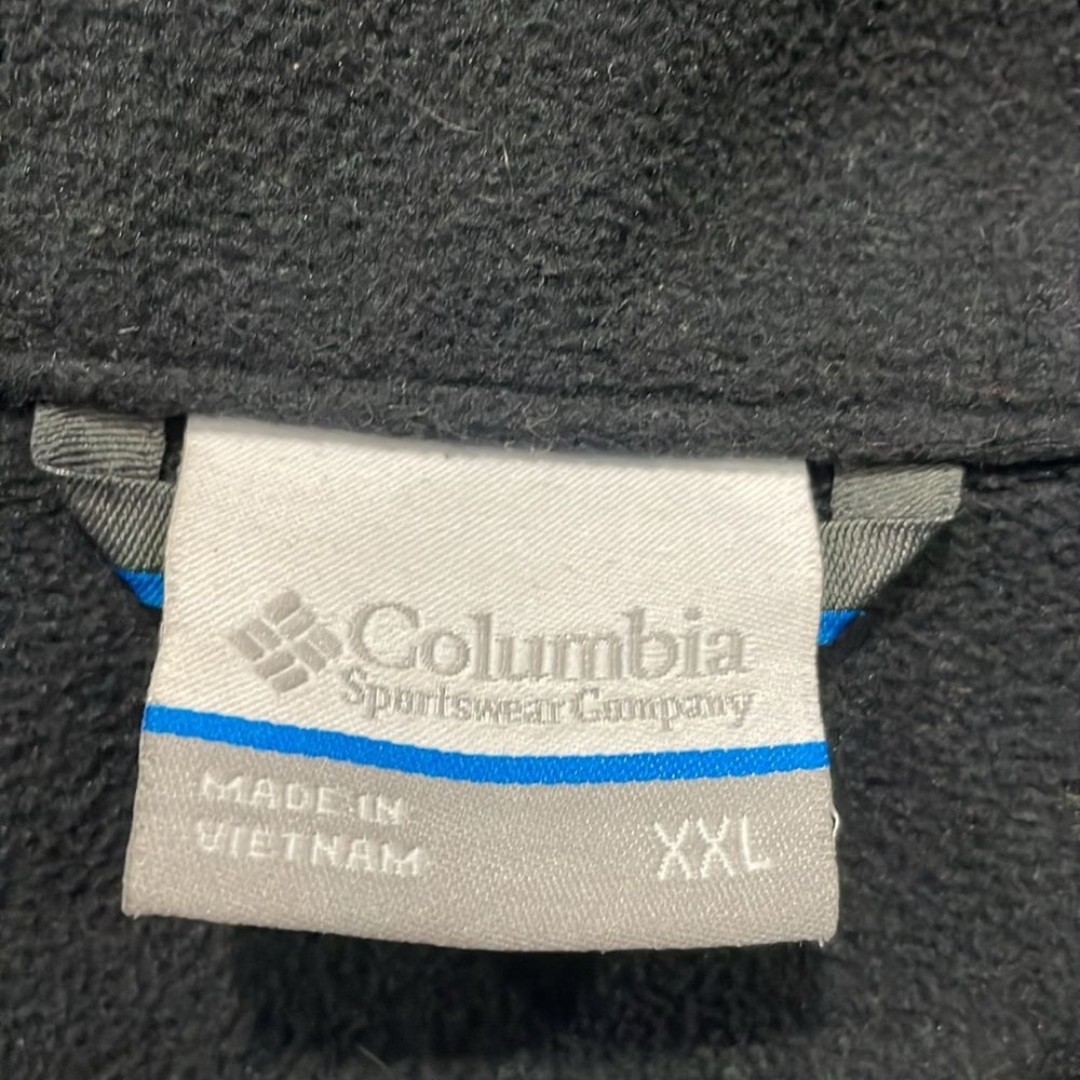 Columbia
Sportswear Company
MADE IN
VIETNAM
XXL